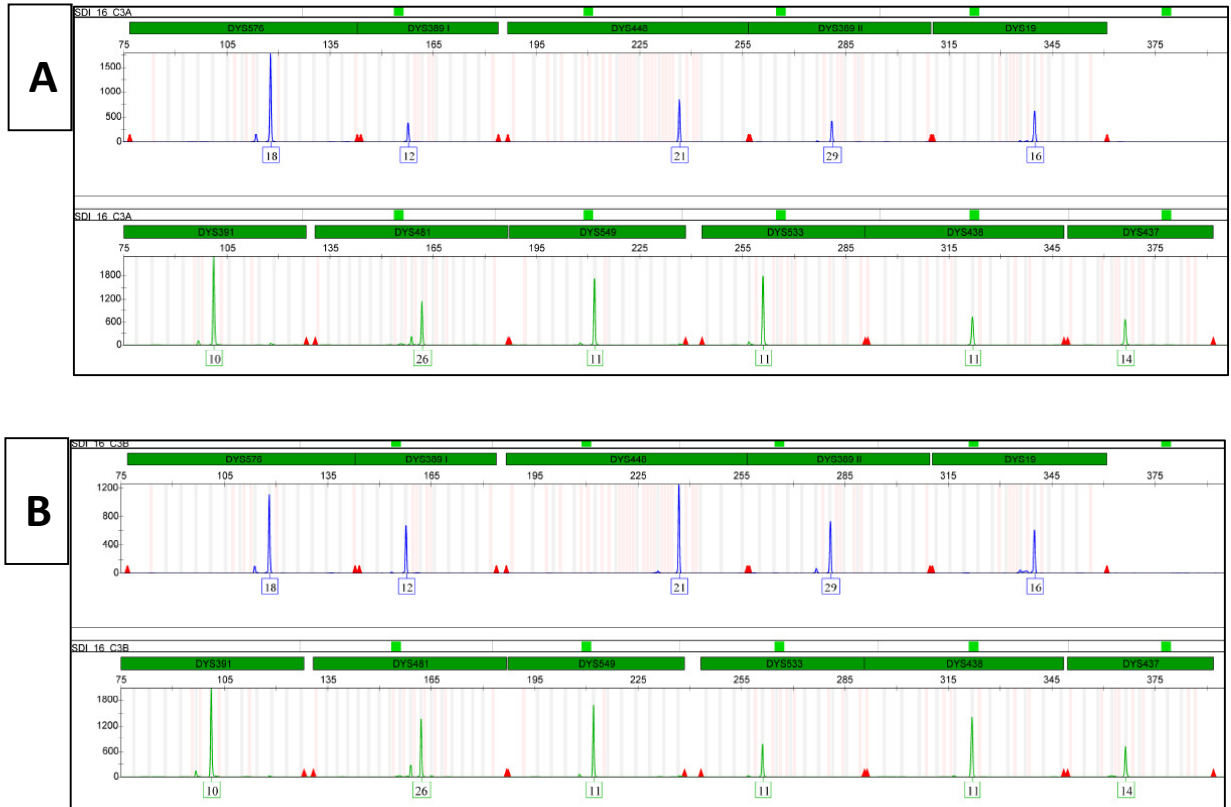 A
SDI_16_C3A
DYS576 DYS389 I DYS448 DYS389 II DYS19
75 105 135 165 195 225 255 285 315 345 375
1500
1000
500
0
18 12 21 29 16
SDI_16_C3A
DYS391 DYS481 DYS549 DYS533 DYS438 DYS437
75 105 135 165 195 225 255 285 315 345 375
1800
1200
600
0
10 26 11 11 11 14
B
SDI_16_C3B
DYS576 DYS389 I DYS448 DYS389 II DYS19
75 105 135 165 195 225 255 285 315 345 375
1200
800
400
0
18 12 21 29 16
SDI_16_C3B
DYS391 DYS481 DYS549 DYS533 DYS438 DYS437
75 105 135 165 195 225 255 285 315 345 375
1800
1200
600
0
10 26 11 11 11 14